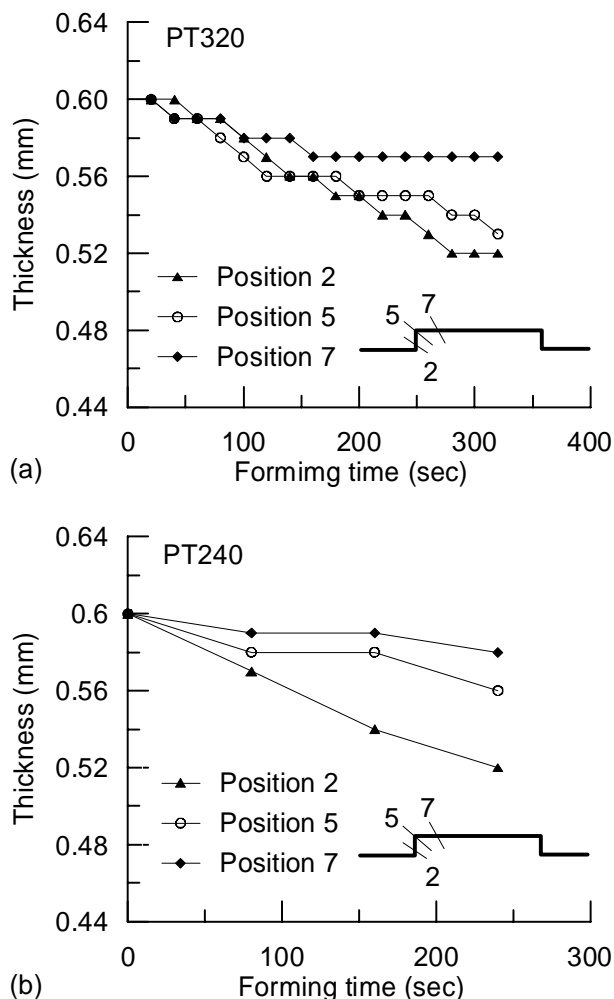 0.64
PT320
0.60
0.56
0.52
0.48
0.44
Thickness (mm)
Position 2
Position 5
Position 7
5
7
2
0
100
200
300
400
(a)
Formimg time (sec)
0.64
PT240
0.6
0.56
0.52
0.48
0.44
Thickness (mm)
Position 2
Position 5
Position 7
5
7
2
0
100
200
300
(b)
Forming time (sec)